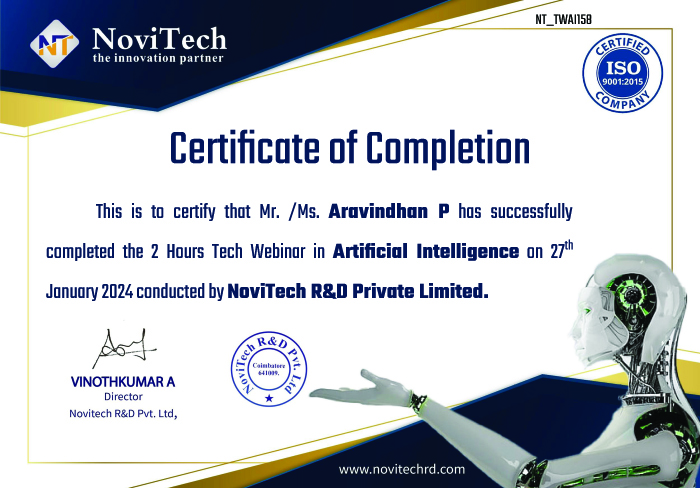 NT_TWAI158
NT
NoviTech
the innovation partner
CERTIFIED
ISO
9001:2015
COMPANY
Certificate of Completion
This is to certify that Mr. /Ms. Aravindhan P has successfully
completed the 2 Hours Tech Webinar in Artificial Intelligence on 27th
January 2024 conducted by NoviTech R&D Private Limited.
VINOTHKUMAR A
Director
Novitech R&D Pvt. Ltd,
NoviTech R&D Pvt. Ltd
Coimbatore
641009.
www.novitechrd.com